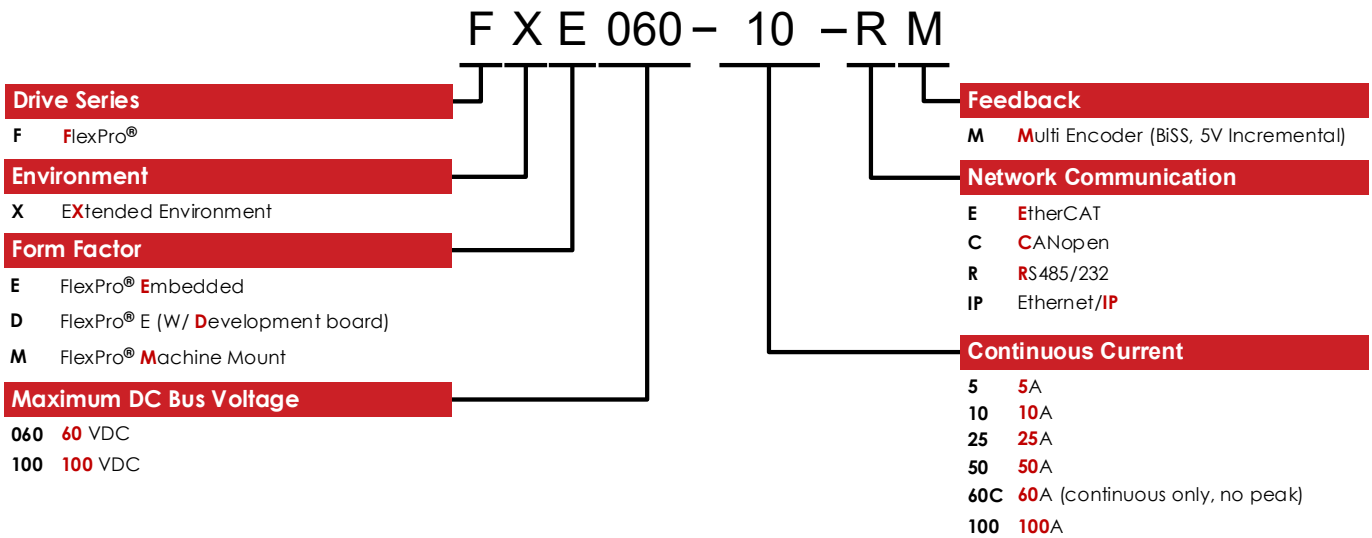 F X E 060 – 10 – R M
Drive Series
F FlexPro®
Environment
X EXtended Environment
Form Factor
E FlexPro® Embedded
D FlexPro® E (W/ Development board)
M FlexPro® Machine Mount
Maximum DC Bus Voltage
060 60 VDC
100 100 VDC
Feedback
M Multi Encoder (BiSS, 5V Incremental)
Network Communication
E EtherCAT
C CANopen
R RS485/232
IP Ethernet/IP
Continuous Current
5 5A
10 10A
25 25A
50 50A
60C 60A (continuous only, no peak)
100 100A